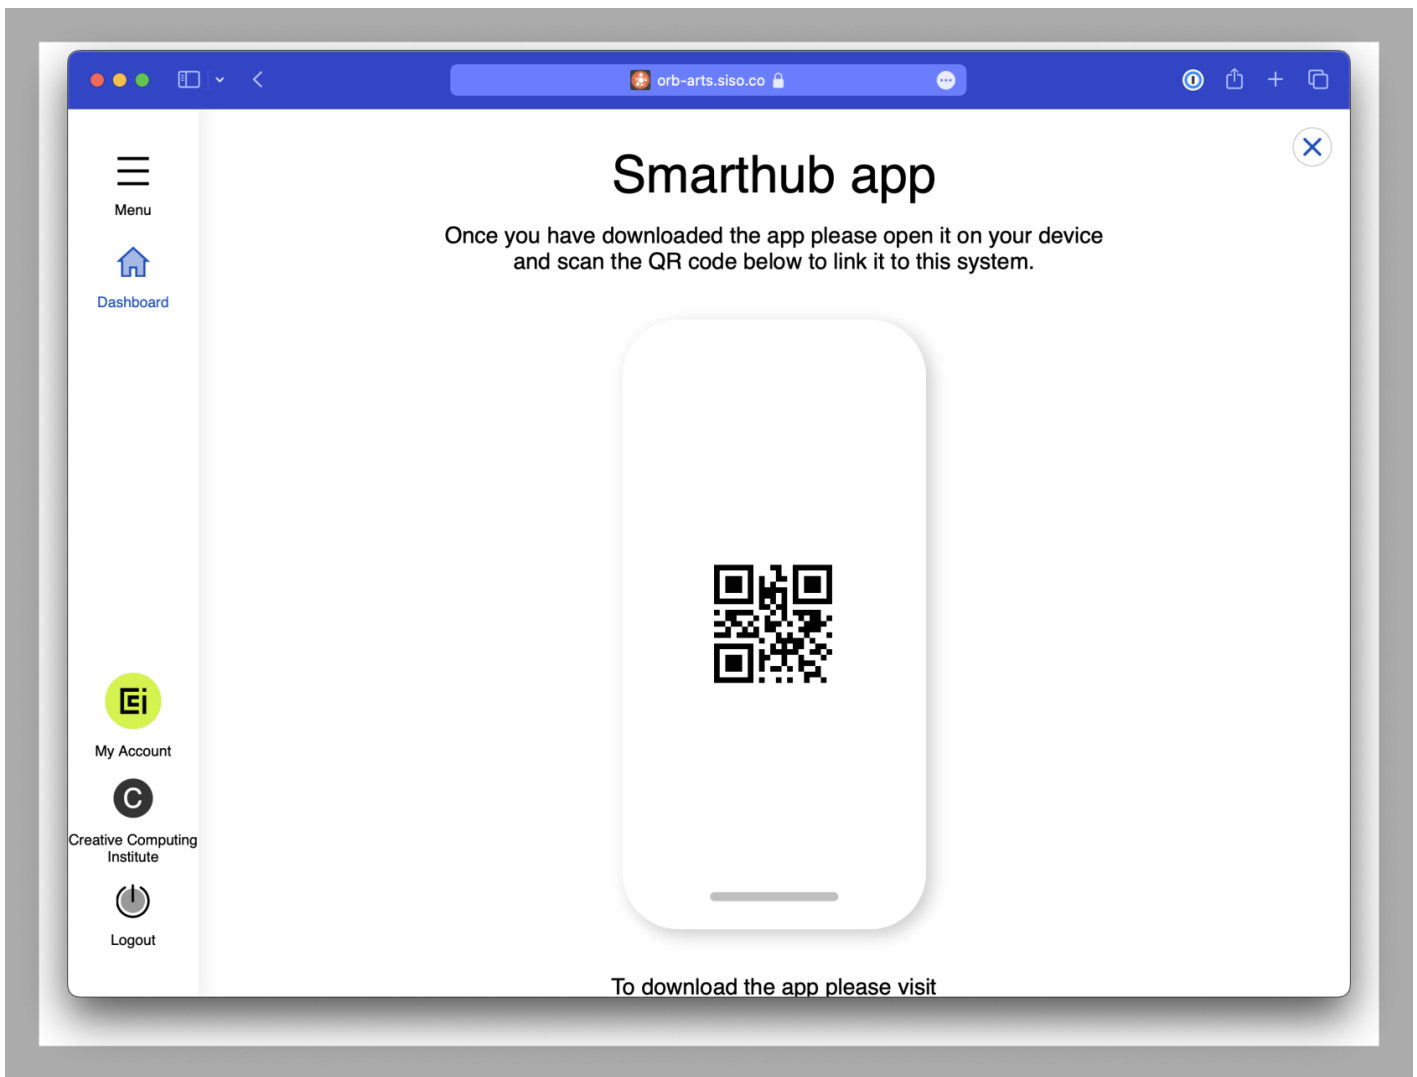 orb-arts.siso.co
Menu
Dashboard
Smarthub app
Once you have downloaded the app please open it on your device
and scan the QR code below to link it to this system.
My Account
C
Creative Computing
Institute
Logout
To download the app please visit